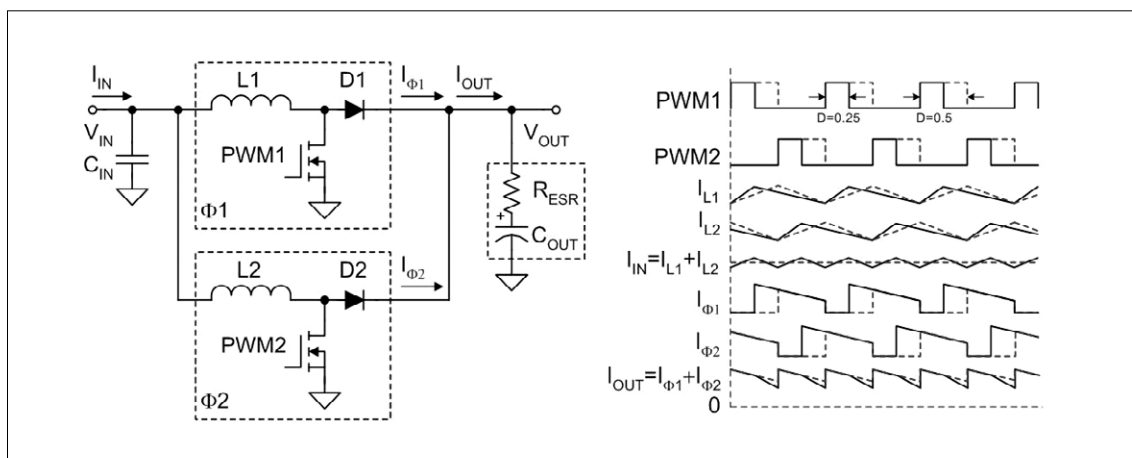 I_IN
L1
D1
I_Φ1
I_OUT
V_IN
C_IN
PWM1
Φ1
V_OUT
R_ESR
+
C_OUT
L2
D2
I_Φ2
PWM2
Φ2
PWM1
D=0.25
D=0.5
PWM2
I_L1
I_L2
I_IN=I_L1+I_L2
I_Φ1
I_Φ2
I_OUT=I_Φ1+I_Φ2
0